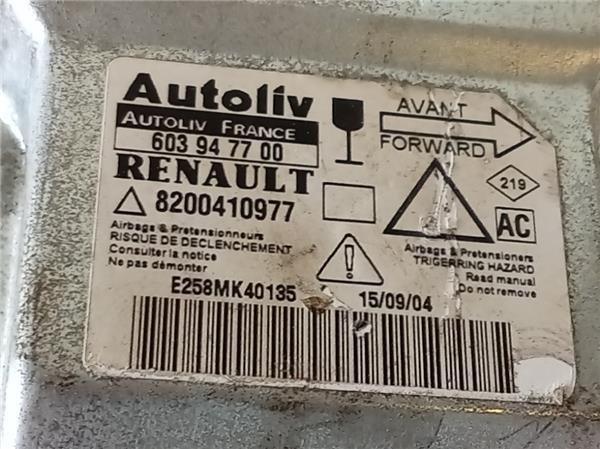 Autoliv
AUTOLIV FRANCE
603 94 77 00
RENAULT
8200410977
AVANT
FORWARD
219
AC
Airbags & Pretensionneurs
RISQUE DE DECLENCHEMENT
Consulter la notice
Ne pas démonter
Airbags & Pretensioners
TRIGERRING HAZARD
Read manual
Do not remove
E258MK40135
15/09/04